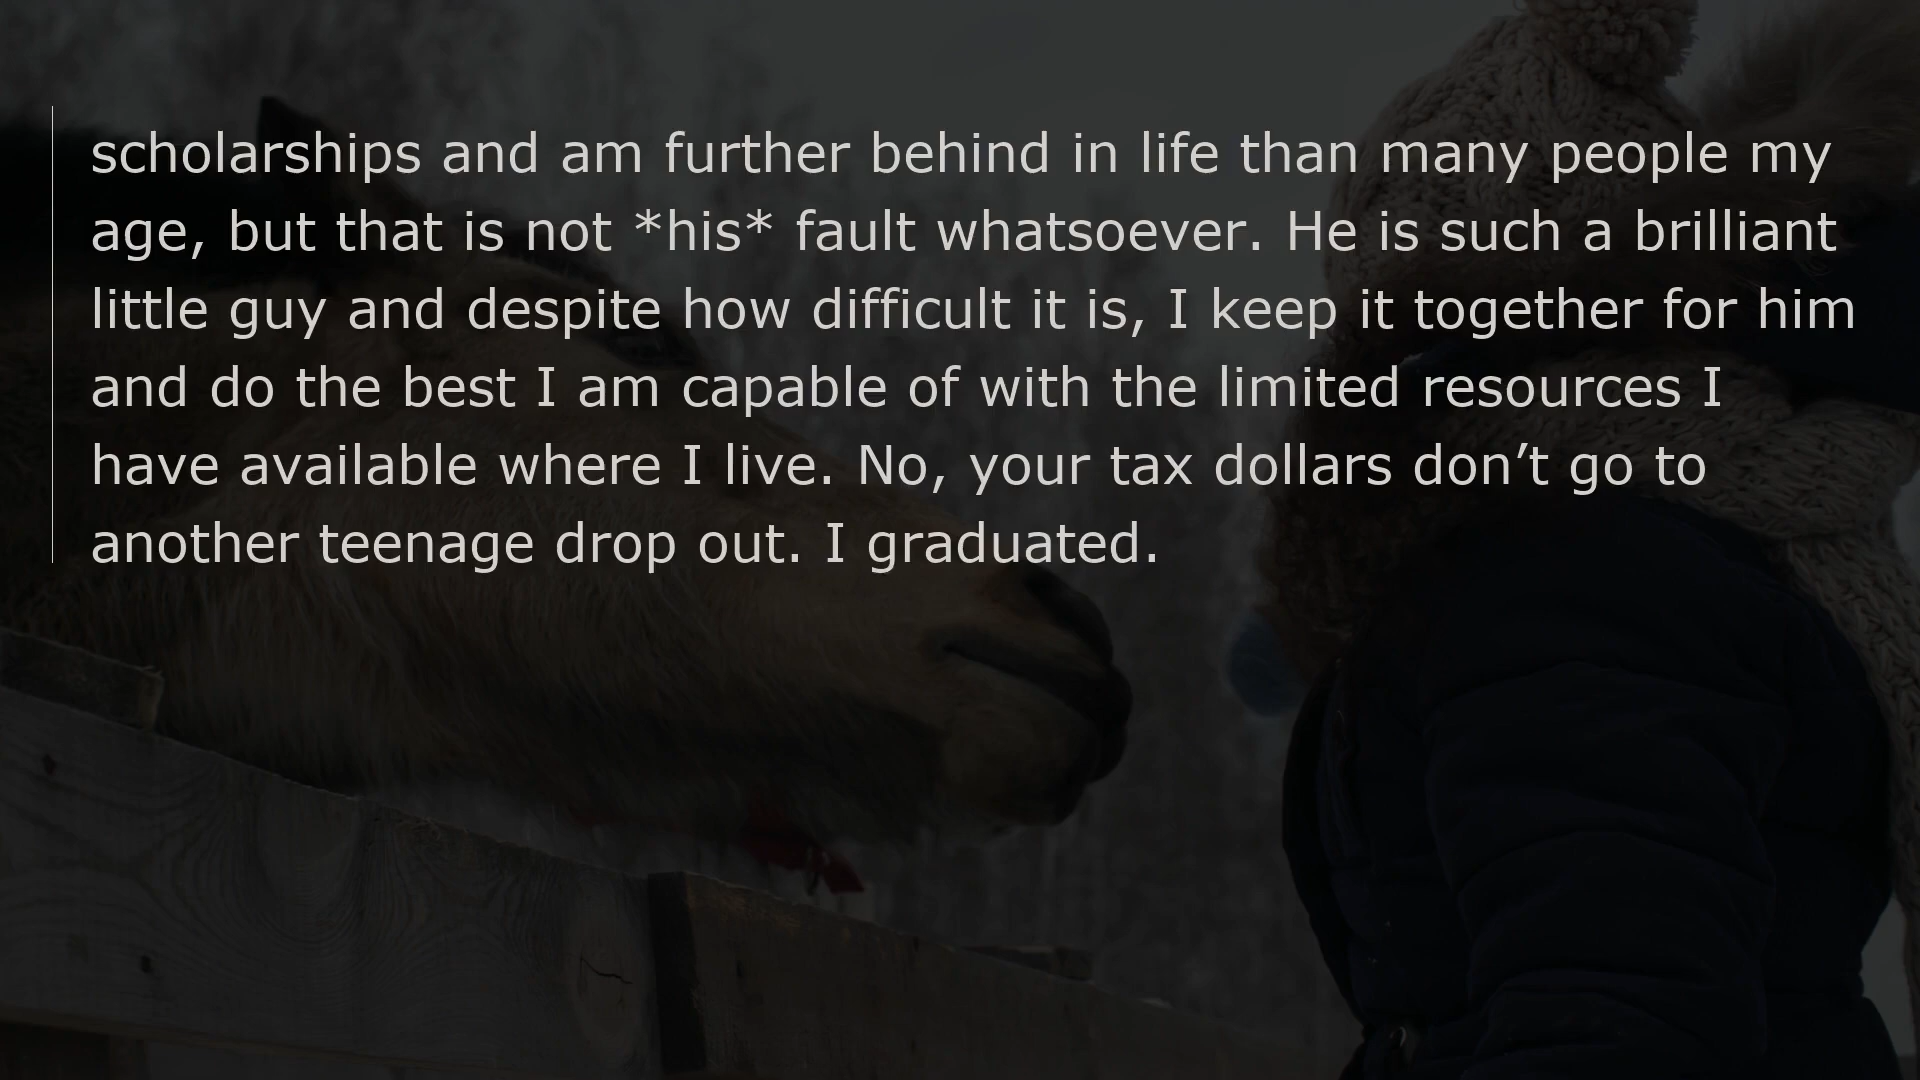 scholarships and am further behind in life than many people my
age, but that is not *his* fault whatsoever. He is such a brilliant
little guy and despite how difficult it is, I keep it together for him
and do the best I am capable of with the limited resources I
have available where I live. No, your tax dollars don’t go to
another teenage drop out. I graduated.